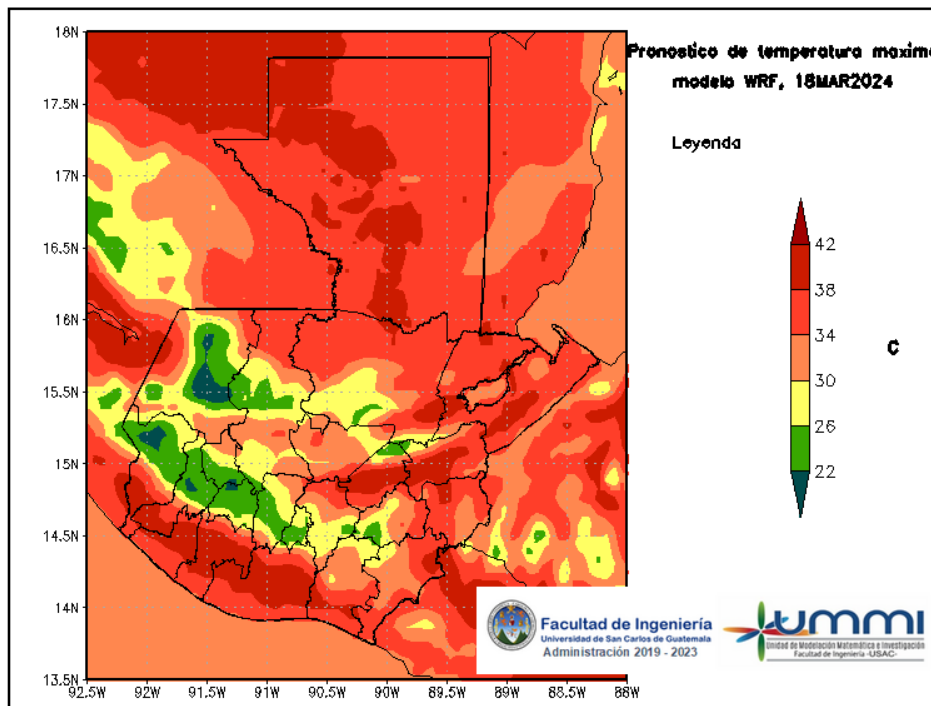 18N
17.5N
17N
16.5N
16N
15.5N
15N
14.5N
14N
13.5N
92.5W 92W 91.5W 91W 90.5W 90W 89.5W 89W 88.5W 88W
Pronostico de temperatura maxima
modelo WRF, 18MAR2024
Leyenda
42
38
34
30
26
22
C
Facultad de Ingeniería
Universidad de San Carlos de Guatemala
Administración 2019 - 2023
UMMI
Unidad de Modelación Matemática e Investigación
Facultad de Ingeniería -USAC-